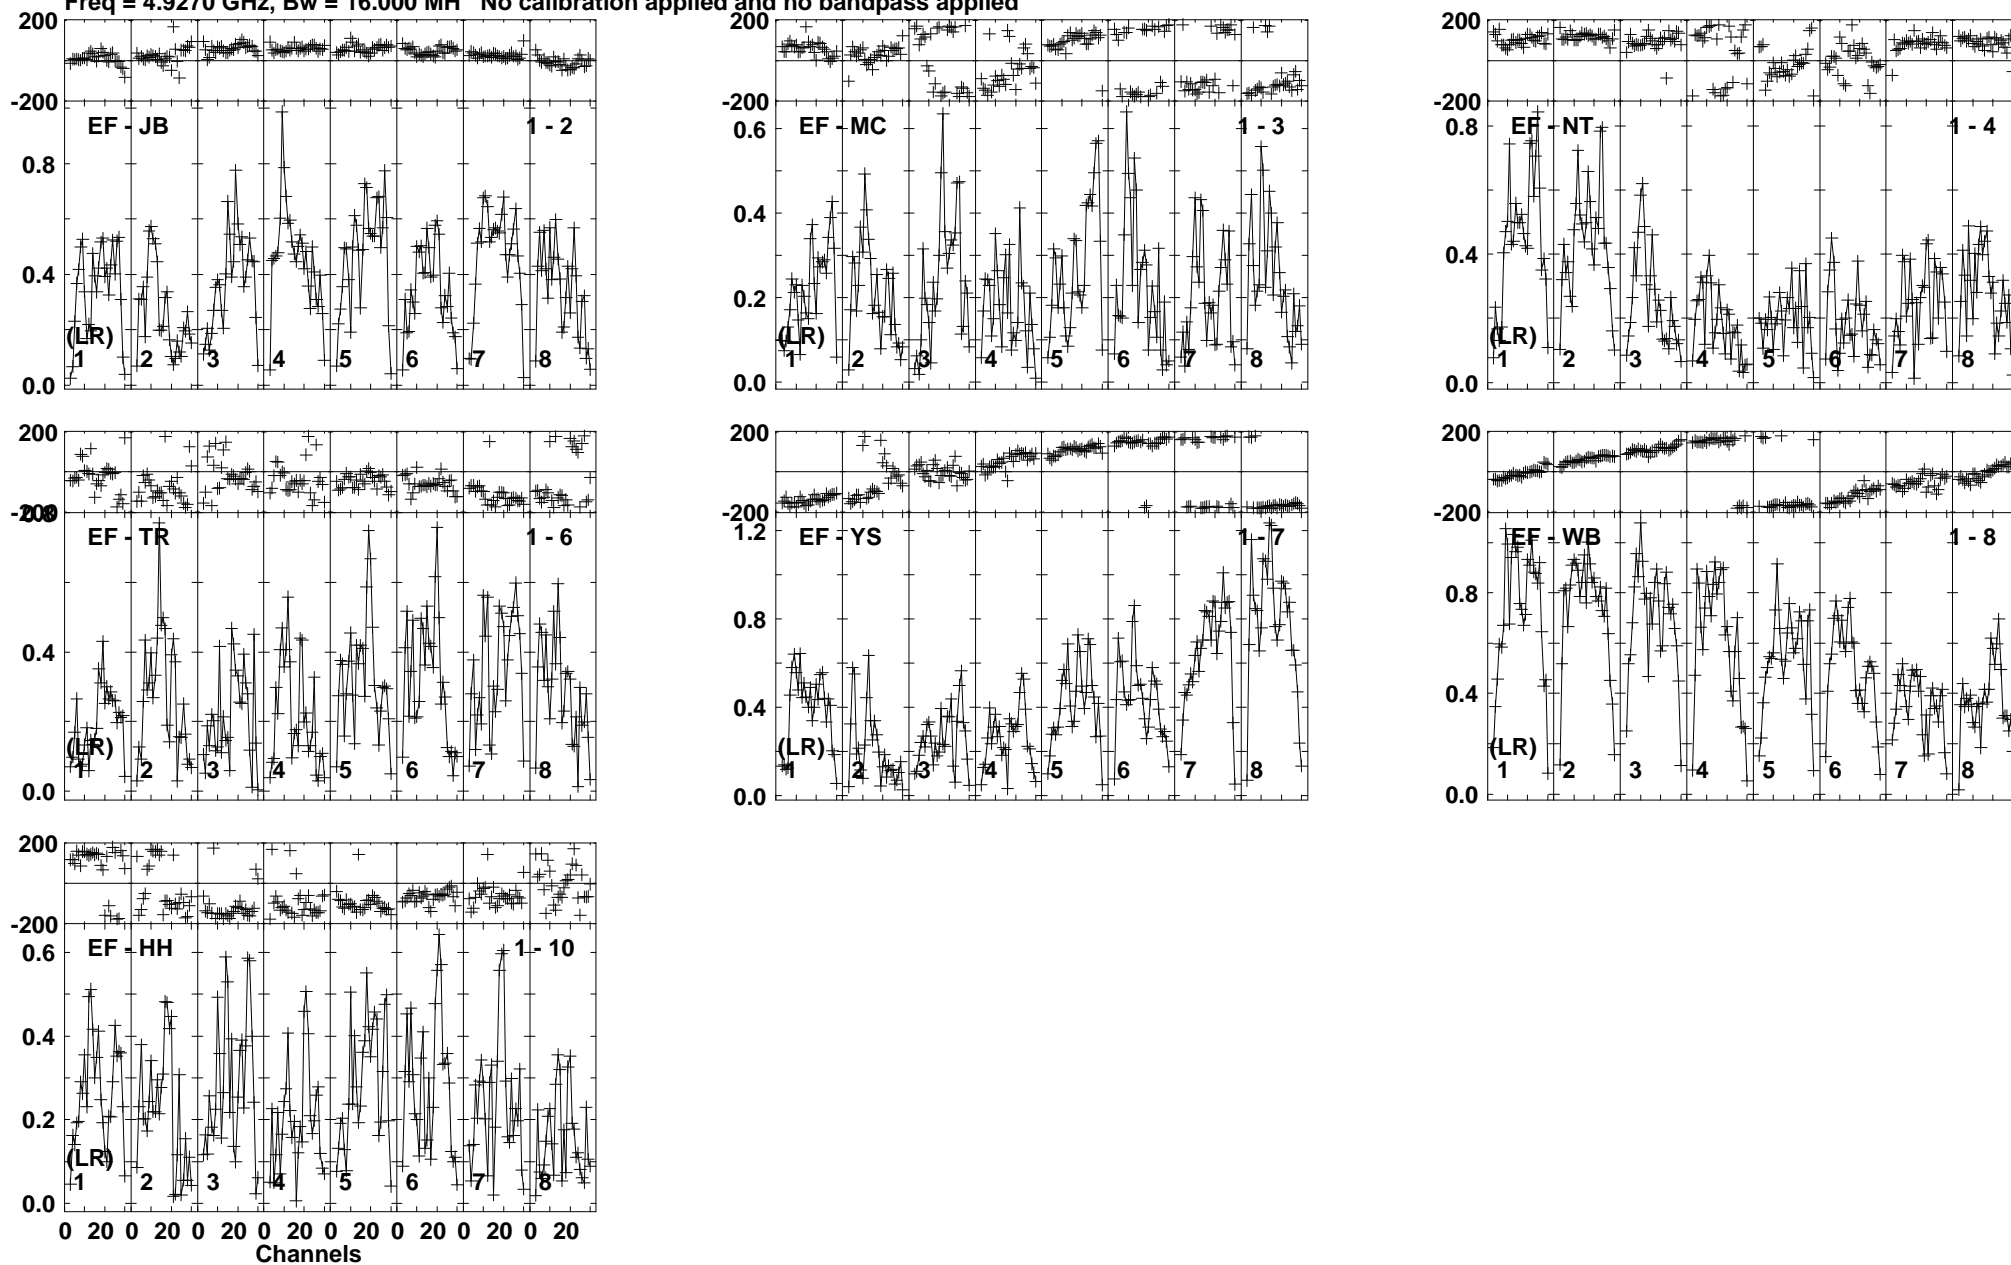 Freq = 4.9270 GHz, Bw = 16.000 MH No calibration applied and no bandpass applied
200 200 200
-200 -200 -200
EF - JB 1 - 2 EF - MC 1 - 3 EF - NT 1 - 4
0.8 0.6 0.8
0.4 0.4 0.4
0.2
(LR) (LR) (LR)
1 2 3 4 5 6 7 8 1 2 3 4 5 6 7 8 1 2 3 4 5 6 7 8
0.0 0.0 0.0
200 200 200
-200 -200 -200
0.8
EF - TR 1 - 6 EF - YS 1 - 7 EF - WB 1 - 8
1.2
0.8 0.8
0.4 0.4 0.4
(LR) (LR) (LR)
1 2 3 4 5 6 7 8 1 2 3 4 5 6 7 8 1 2 3 4 5 6 7 8
0.0 0.0 0.0
200
-200
EF - HH 1 - 10
0.6
0.4
0.2
(LR)
1 2 3 4 5 6 7 8
0.0
0 20 0 20 0 20 0 20 0 20 0 20 0 20 0 20
Channels